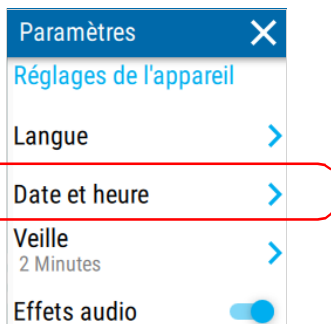 Paramètres
Réglages de l'appareil
Langue
Date et heure
Veille
2 Minutes
Effets audio